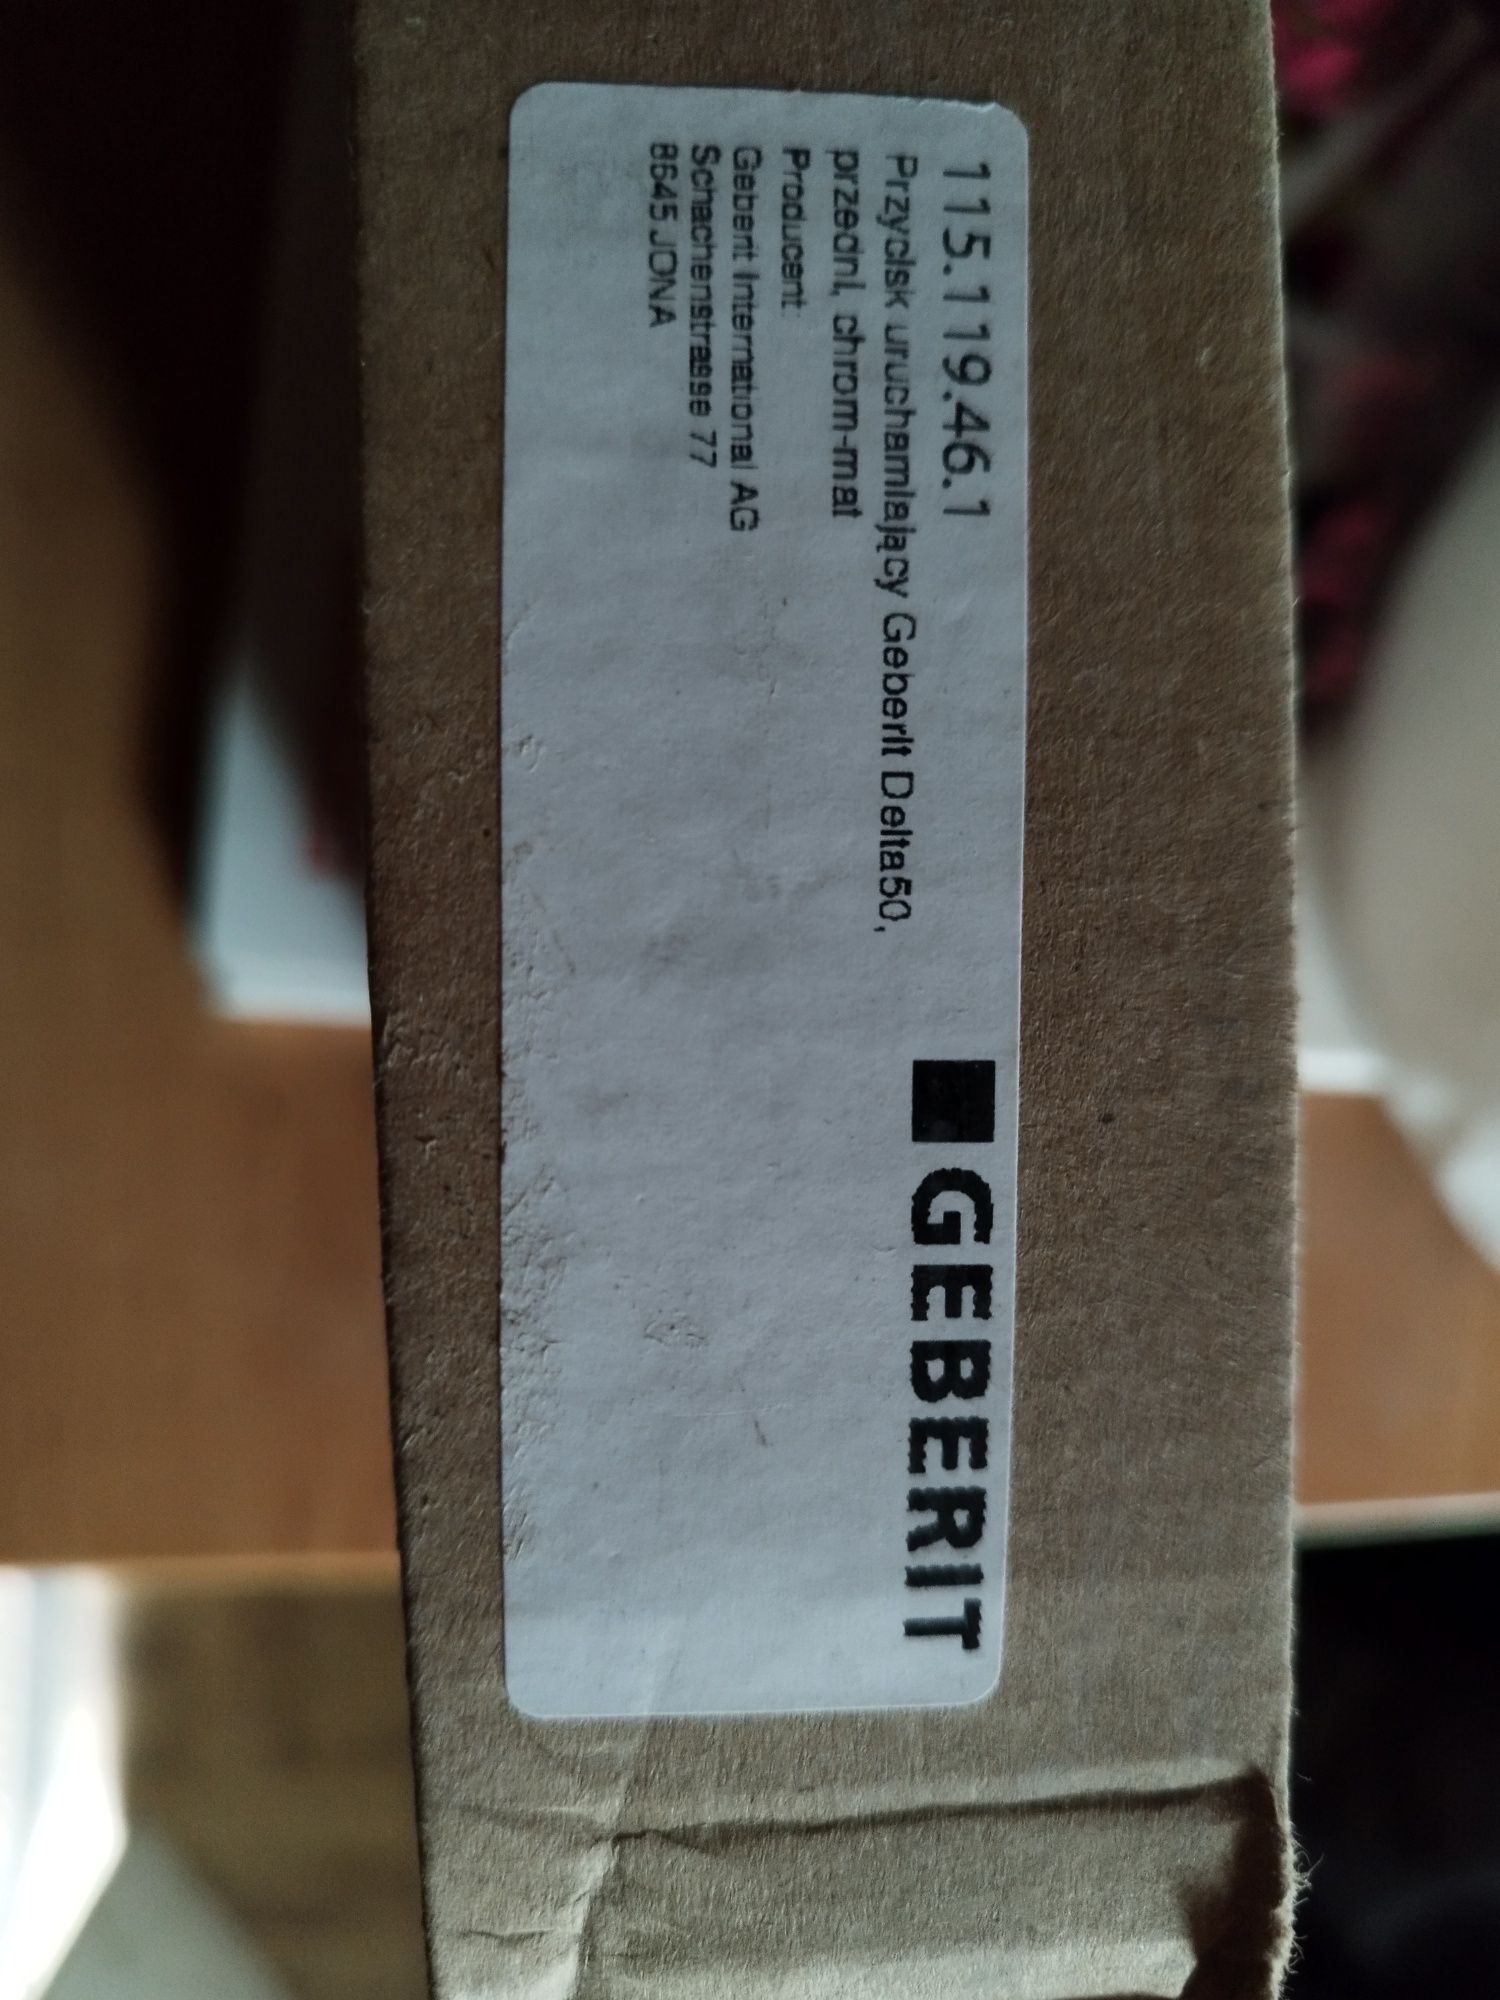 115.119.46.1
Przycisk uruchamiający Geberit Delta50,
przedni, chrom-mat
Producent:
Geberit International AG
Schachenstrasse 77
8645 JONA
GEBERIT